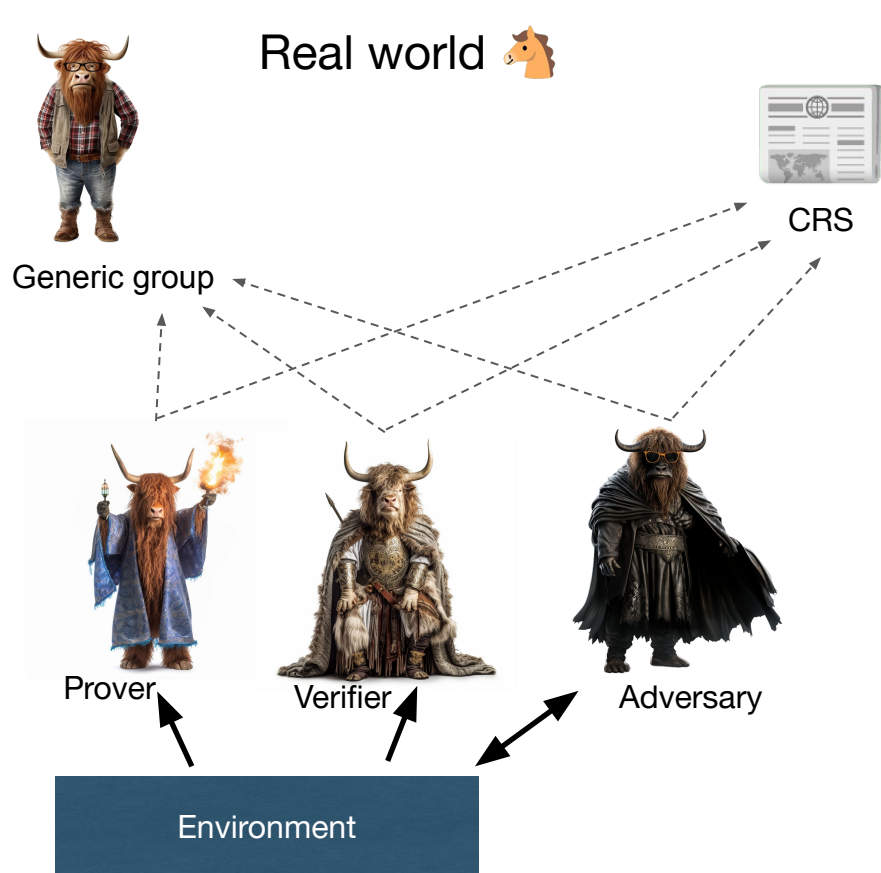 Real world 🐴
CRS
Generic group
Prover
Verifier
Adversary
Environment